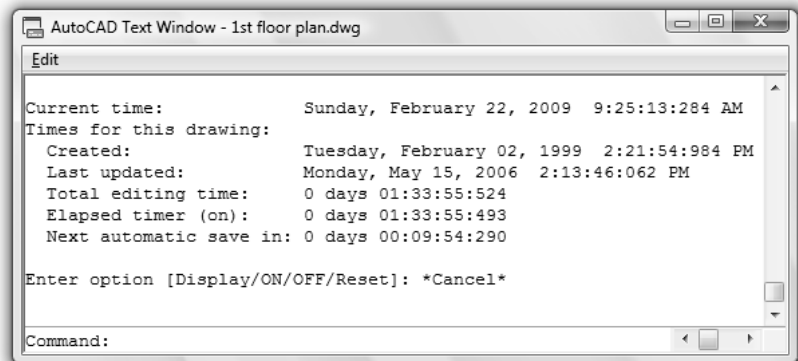 AutoCAD Text Window - 1st floor plan.dwg
Edit
Current time: Sunday, February 22, 2009 9:25:13:284 AM
Times for this drawing:
Created: Tuesday, February 02, 1999 2:21:54:984 PM
Last updated: Monday, May 15, 2006 2:13:46:062 PM
Total editing time: 0 days 01:33:55:524
Elapsed timer (on): 0 days 01:33:55:493
Next automatic save in: 0 days 00:09:54:290
Enter option [Display/ON/OFF/Reset]: *Cancel*
Command: